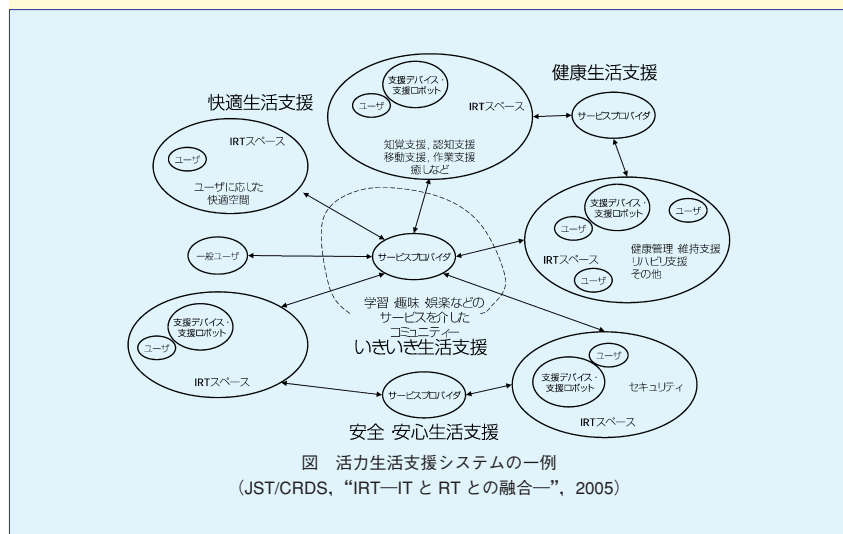 快適生活支援
IRTスペース
ユーザ
ユーザに応じた
快適空間
支援デバイス・
支援ロボット
ユーザ
IRTスペース
知覚支援, 認知支援
移動支援, 作業支援
癒しなど
健康生活支援
サービスプロバイダ
支援デバイス・
支援ロボット
ユーザ
ユーザ
IRTスペース
健康管理・維持支援
リハビリ支援
その他
ユーザ
一般ユーザ
サービスプロバイダ
学習・趣味・娯楽などの
サービスを介した
コミュニティー
いきいき生活支援
支援デバイス・
支援ロボット
ユーザ
IRTスペース
サービスプロバイダ
ユーザ
支援デバイス・
支援ロボット
セキュリティ
IRTスペース
安全・安心生活支援
図 活力生活支援システムの一例
(JST/CRDS, “IRT—IT と RT との融合—”, 2005)